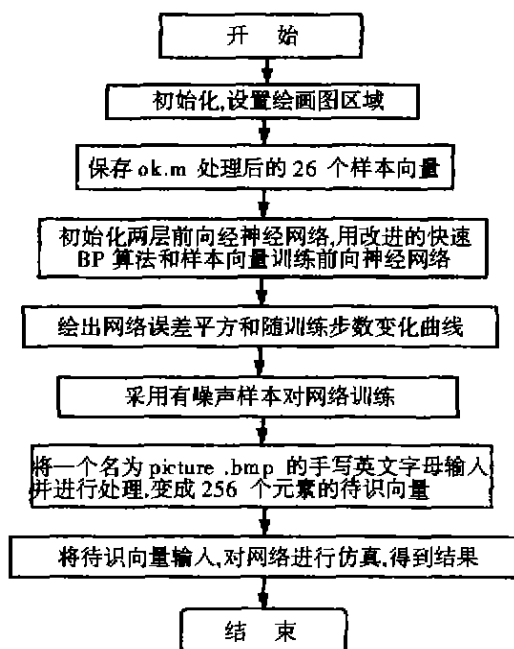 开 始
初始化,设置绘画图区域
保存 ok.m 处理后的 26 个样本向量
初始化两层前向经神经网络,用改进的快速
BP 算法和样本向量训练前向神经网络
绘出网络误差平方和随训练步数变化曲线
采用有噪声样本对网络训练
将一个名为 picture .bmp 的手写英文字母输入
并进行处理,变成 256 个元素的待识向量
将待识向量输入,对网络进行仿真,得到结果
结 束